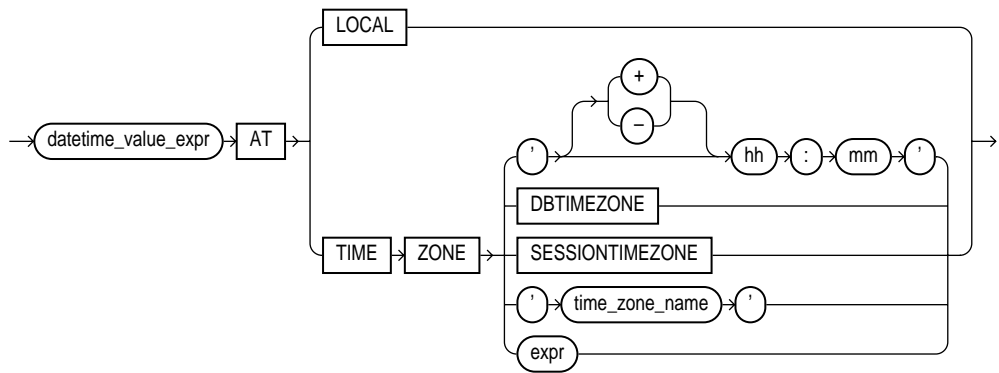 LOCAL
+
–
datetime_value_expr AT
' hh : mm '
DBTIMEZONE
TIME ZONE SESSIONTIMEZONE
' time_zone_name '
expr